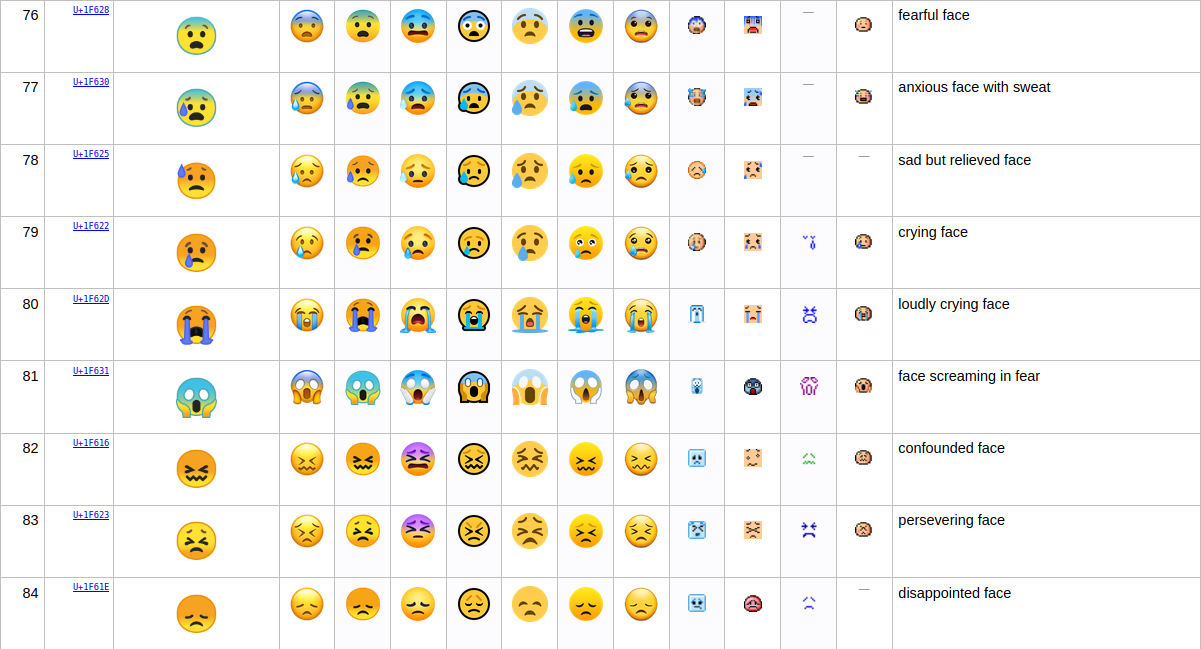 76 U+1F628 — fearful face
77 U+1F630 — anxious face with sweat
78 U+1F625 — — sad but relieved face
79 U+1F622 crying face
80 U+1F62D loudly crying face
81 U+1F631 face screaming in fear
82 U+1F616 confounded face
83 U+1F623 persevering face
84 U+1F61E — disappointed face